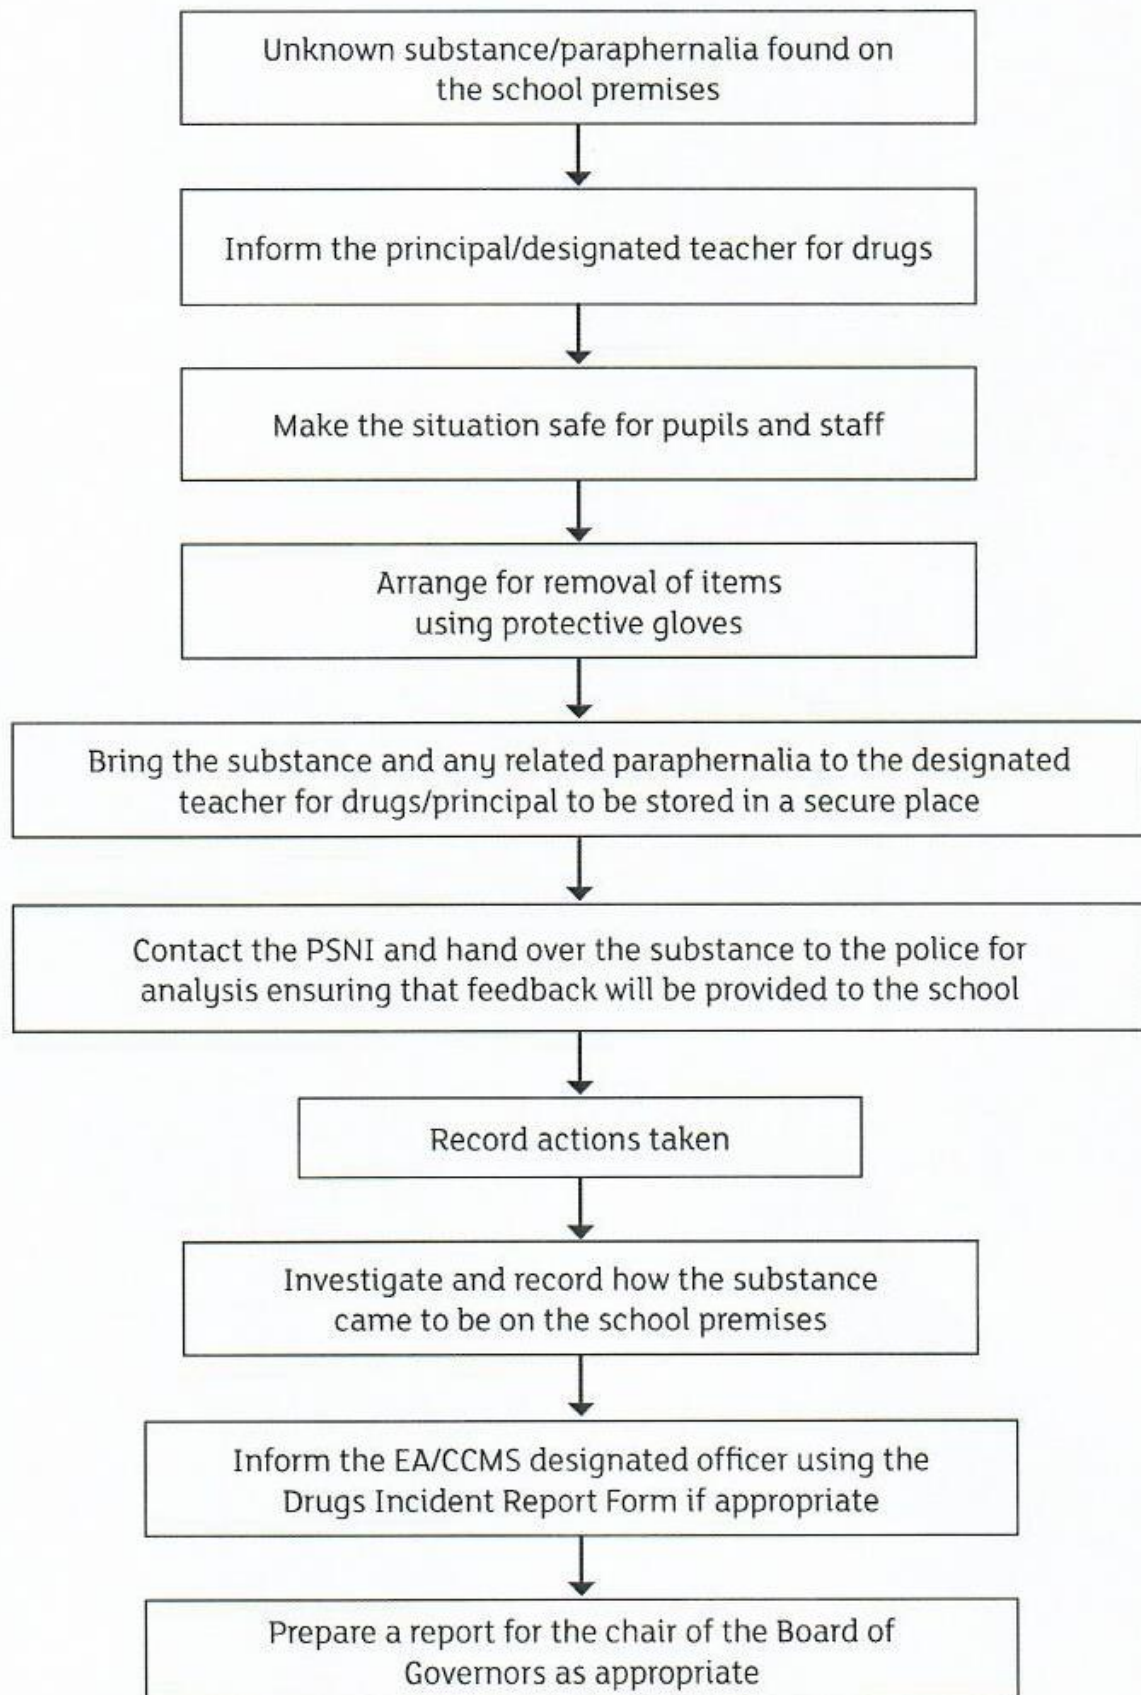 Unknown substance/paraphernalia found on
the school premises
Inform the principal/designated teacher for drugs
Make the situation safe for pupils and staff
Arrange for removal of items
using protective gloves
Bring the substance and any related paraphernalia to the designated
teacher for drugs/principal to be stored in a secure place
Contact the PSNI and hand over the substance to the police for
analysis ensuring that feedback will be provided to the school
Record actions taken
Investigate and record how the substance
came to be on the school premises
Inform the EA/CCMS designated officer using the
Drugs Incident Report Form if appropriate
Prepare a report for the chair of the Board of
Governors as appropriate